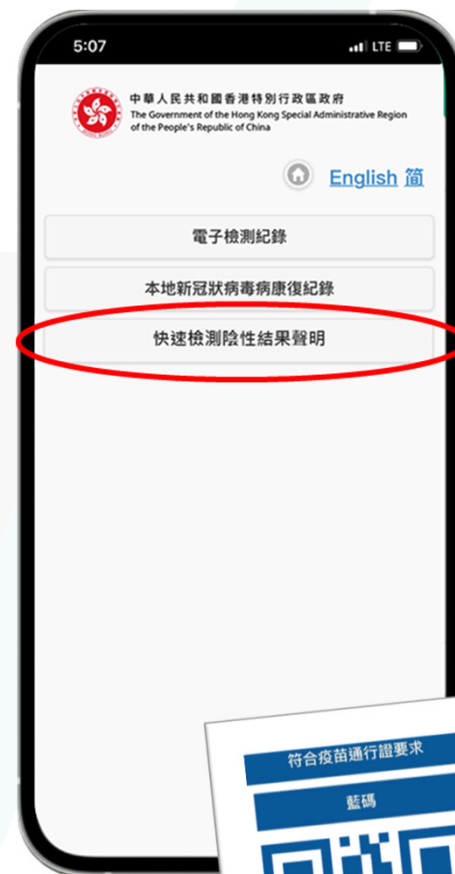 5:07
LTE
中華人民共和國香港特別行政區政府
The Government of the Hong Kong Special Administrative Region
of the People's Republic of China
English 简
電子檢測紀錄
本地新冠狀病毒病康復紀錄
快速檢測陰性結果聲明
符合疫苗通行證要求
藍碼